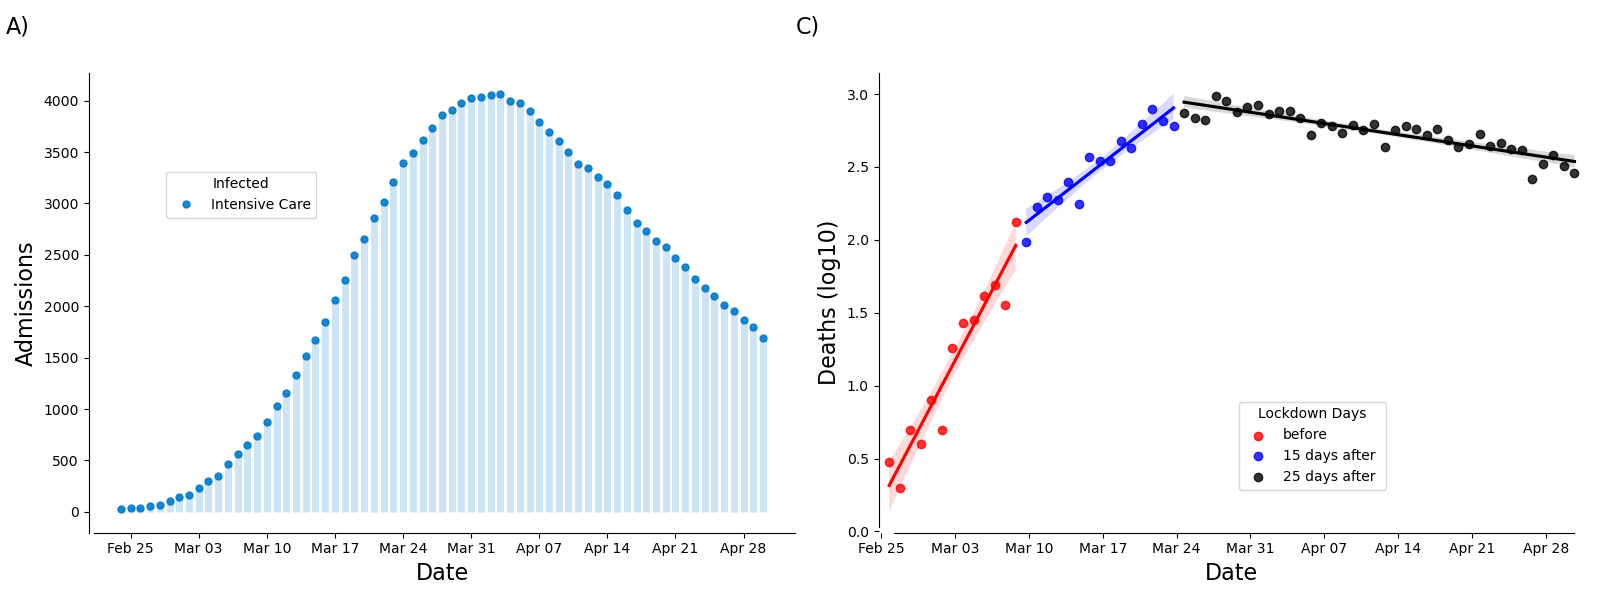 A)
Admissions
4000
3500
3000
2500
2000
1500
1000
500
0
Infected
Intensive Care
Feb 25 Mar 03 Mar 10 Mar 17 Mar 24 Mar 31 Apr 07 Apr 14 Apr 21 Apr 28
Date
C)
Deaths (log10)
3.0
2.5
2.0
1.5
1.0
0.5
0.0
Lockdown Days
before
15 days after
25 days after
Feb 25 Mar 03 Mar 10 Mar 17 Mar 24 Mar 31 Apr 07 Apr 14 Apr 21 Apr 28
Date